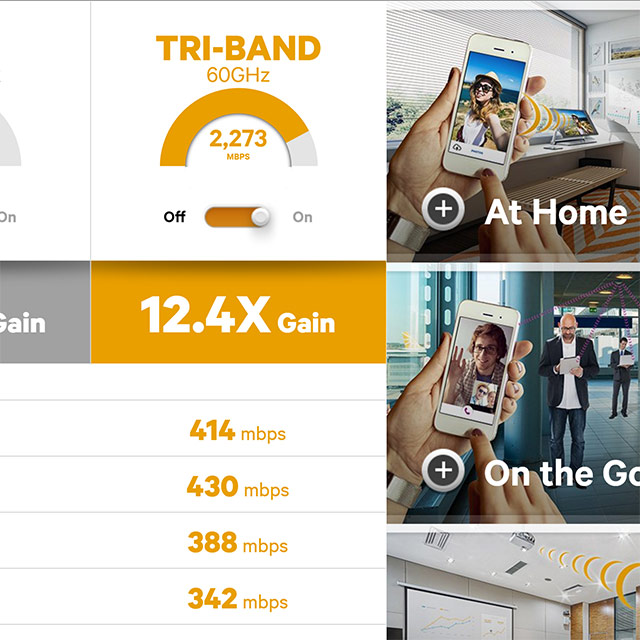 TRI-BAND
60GHz
2,273
MBPS
On
Off
On
Gain
12.4X Gain
414 mbps
430 mbps
388 mbps
342 mbps
At Home
On the Go